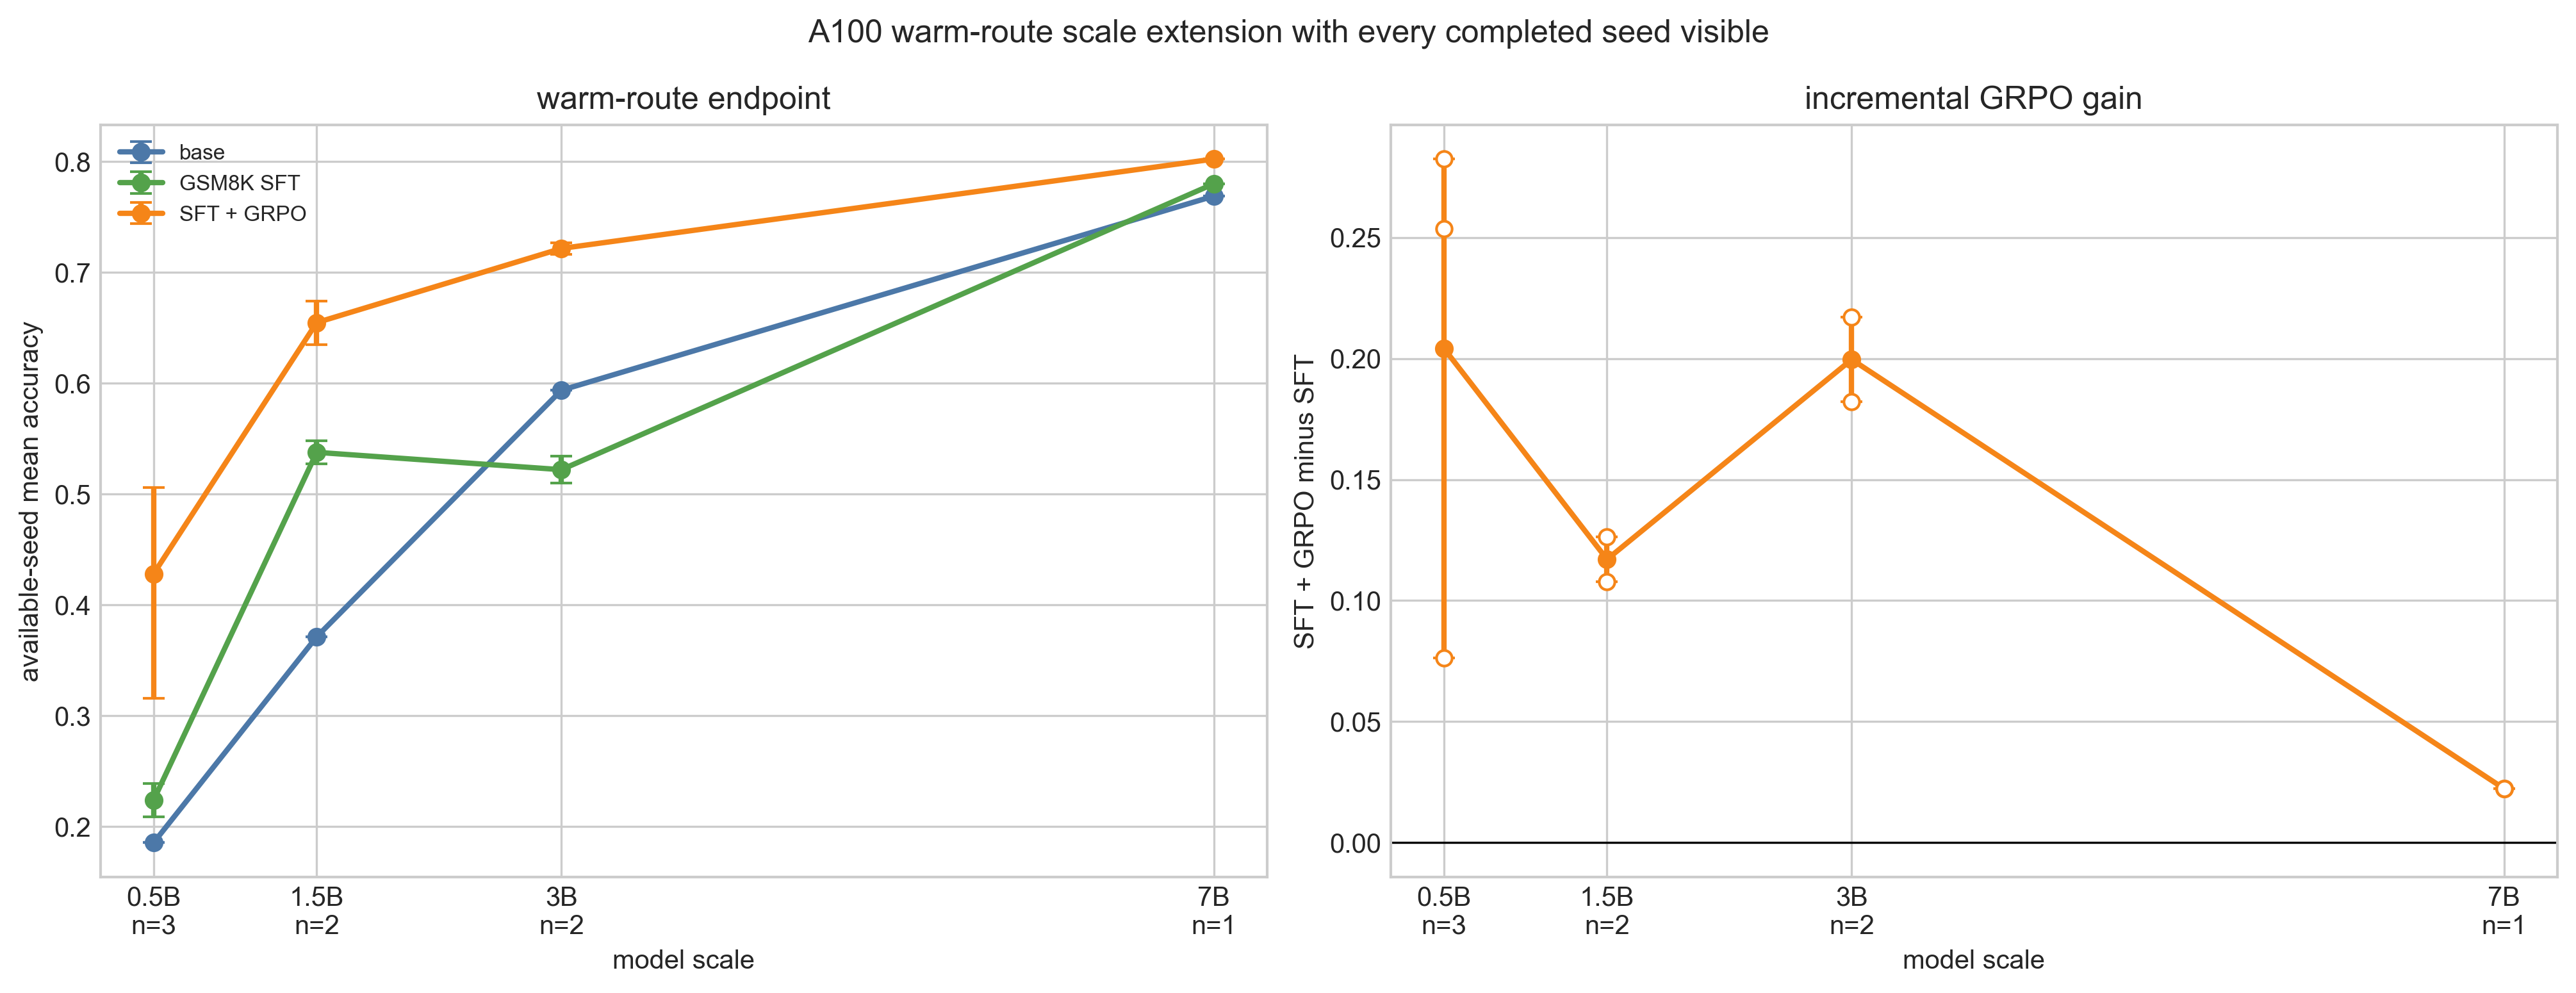 A100 warm-route scale extension with every completed seed visible
warm-route endpoint
base
GSM8K SFT
SFT + GRPO
available-seed mean accuracy
0.8
0.7
0.6
0.5
0.4
0.3
0.2
0.5B
n=3
1.5B
n=2
3B
n=2
7B
n=1
model scale
incremental GRPO gain
SFT + GRPO minus SFT
0.25
0.20
0.15
0.10
0.05
0.00
0.5B
n=3
1.5B
n=2
3B
n=2
7B
n=1
model scale